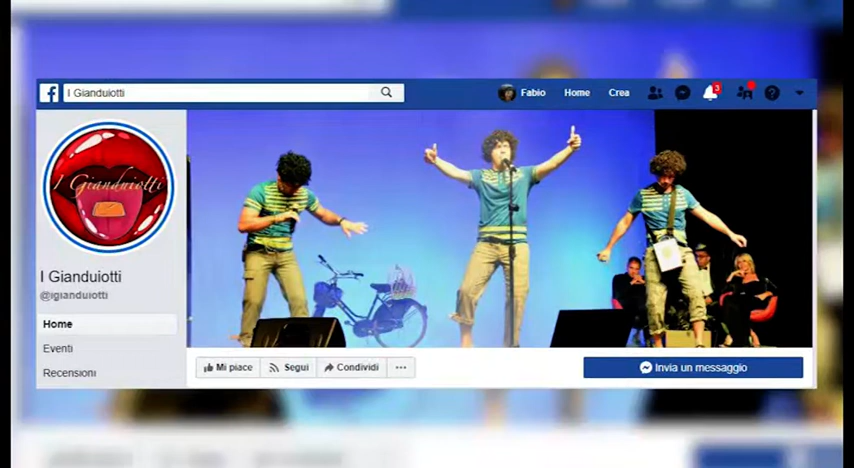 I Gianduiotti
Fabio
Home
Crea
3
I Gianduiotti
I Gianduiotti
@igianduiotti
Home
Eventi
Recensioni
Mi piace
Segui
Condividi
Invia un messaggio